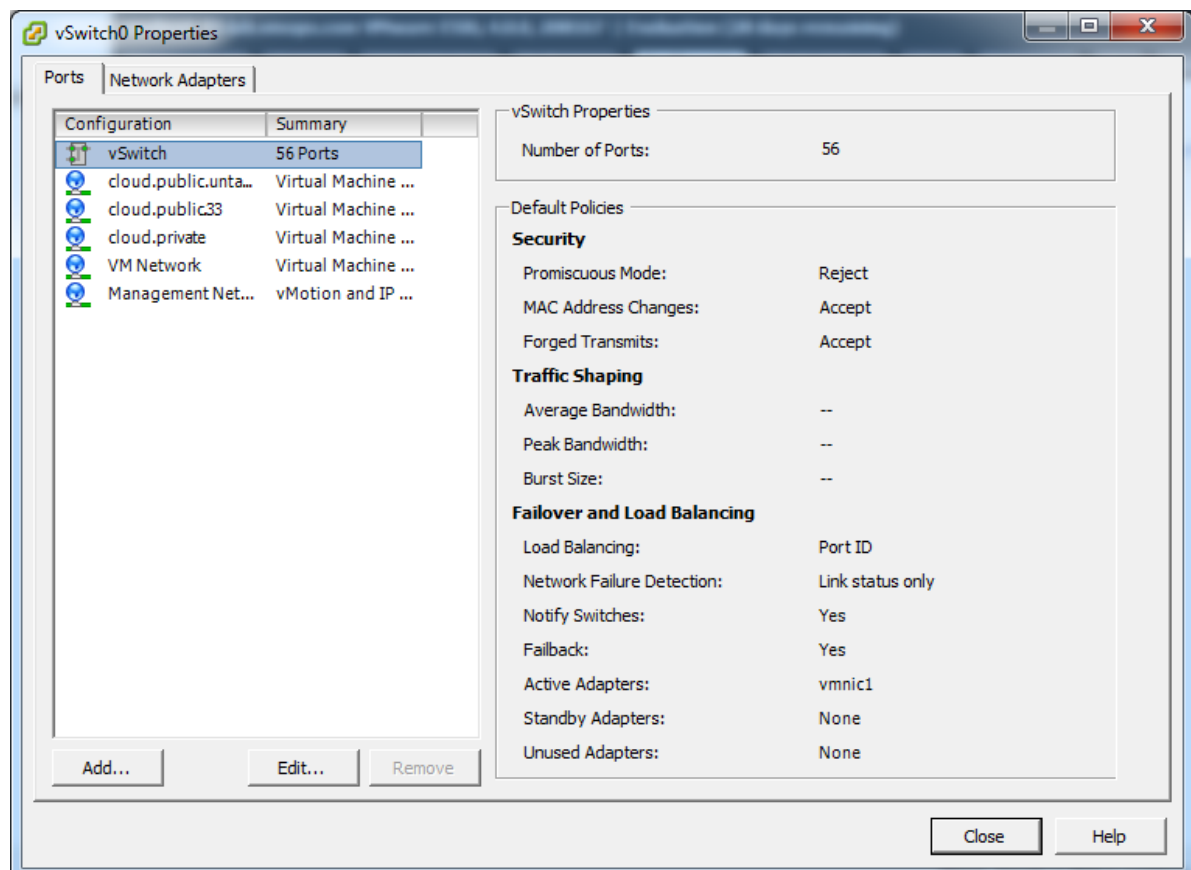 vSwitch0 Properties
Ports Network Adapters
Configuration Summary
vSwitch 56 Ports
cloud.public.unta... Virtual Machine ...
cloud.public.33 Virtual Machine ...
cloud.private Virtual Machine ...
VM Network Virtual Machine ...
Management Net... vMotion and IP ...
Add... Edit... Remove
vSwitch Properties
Number of Ports: 56
Default Policies
Security
Promiscuous Mode: Reject
MAC Address Changes: Accept
Forged Transmits: Accept
Traffic Shaping
Average Bandwidth: --
Peak Bandwidth: --
Burst Size: --
Failover and Load Balancing
Load Balancing: Port ID
Network Failure Detection: Link status only
Notify Switches: Yes
Failback: Yes
Active Adapters: vmnic1
Standby Adapters: None
Unused Adapters: None
Close Help